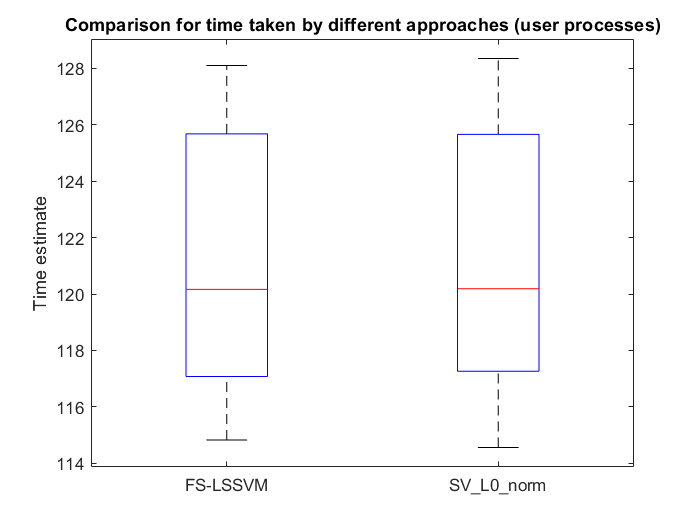 Comparison for time taken by different approaches (user processes)
128
126
124
122
120
118
116
114
Time estimate
FS-LSSVM
SV_L0_norm